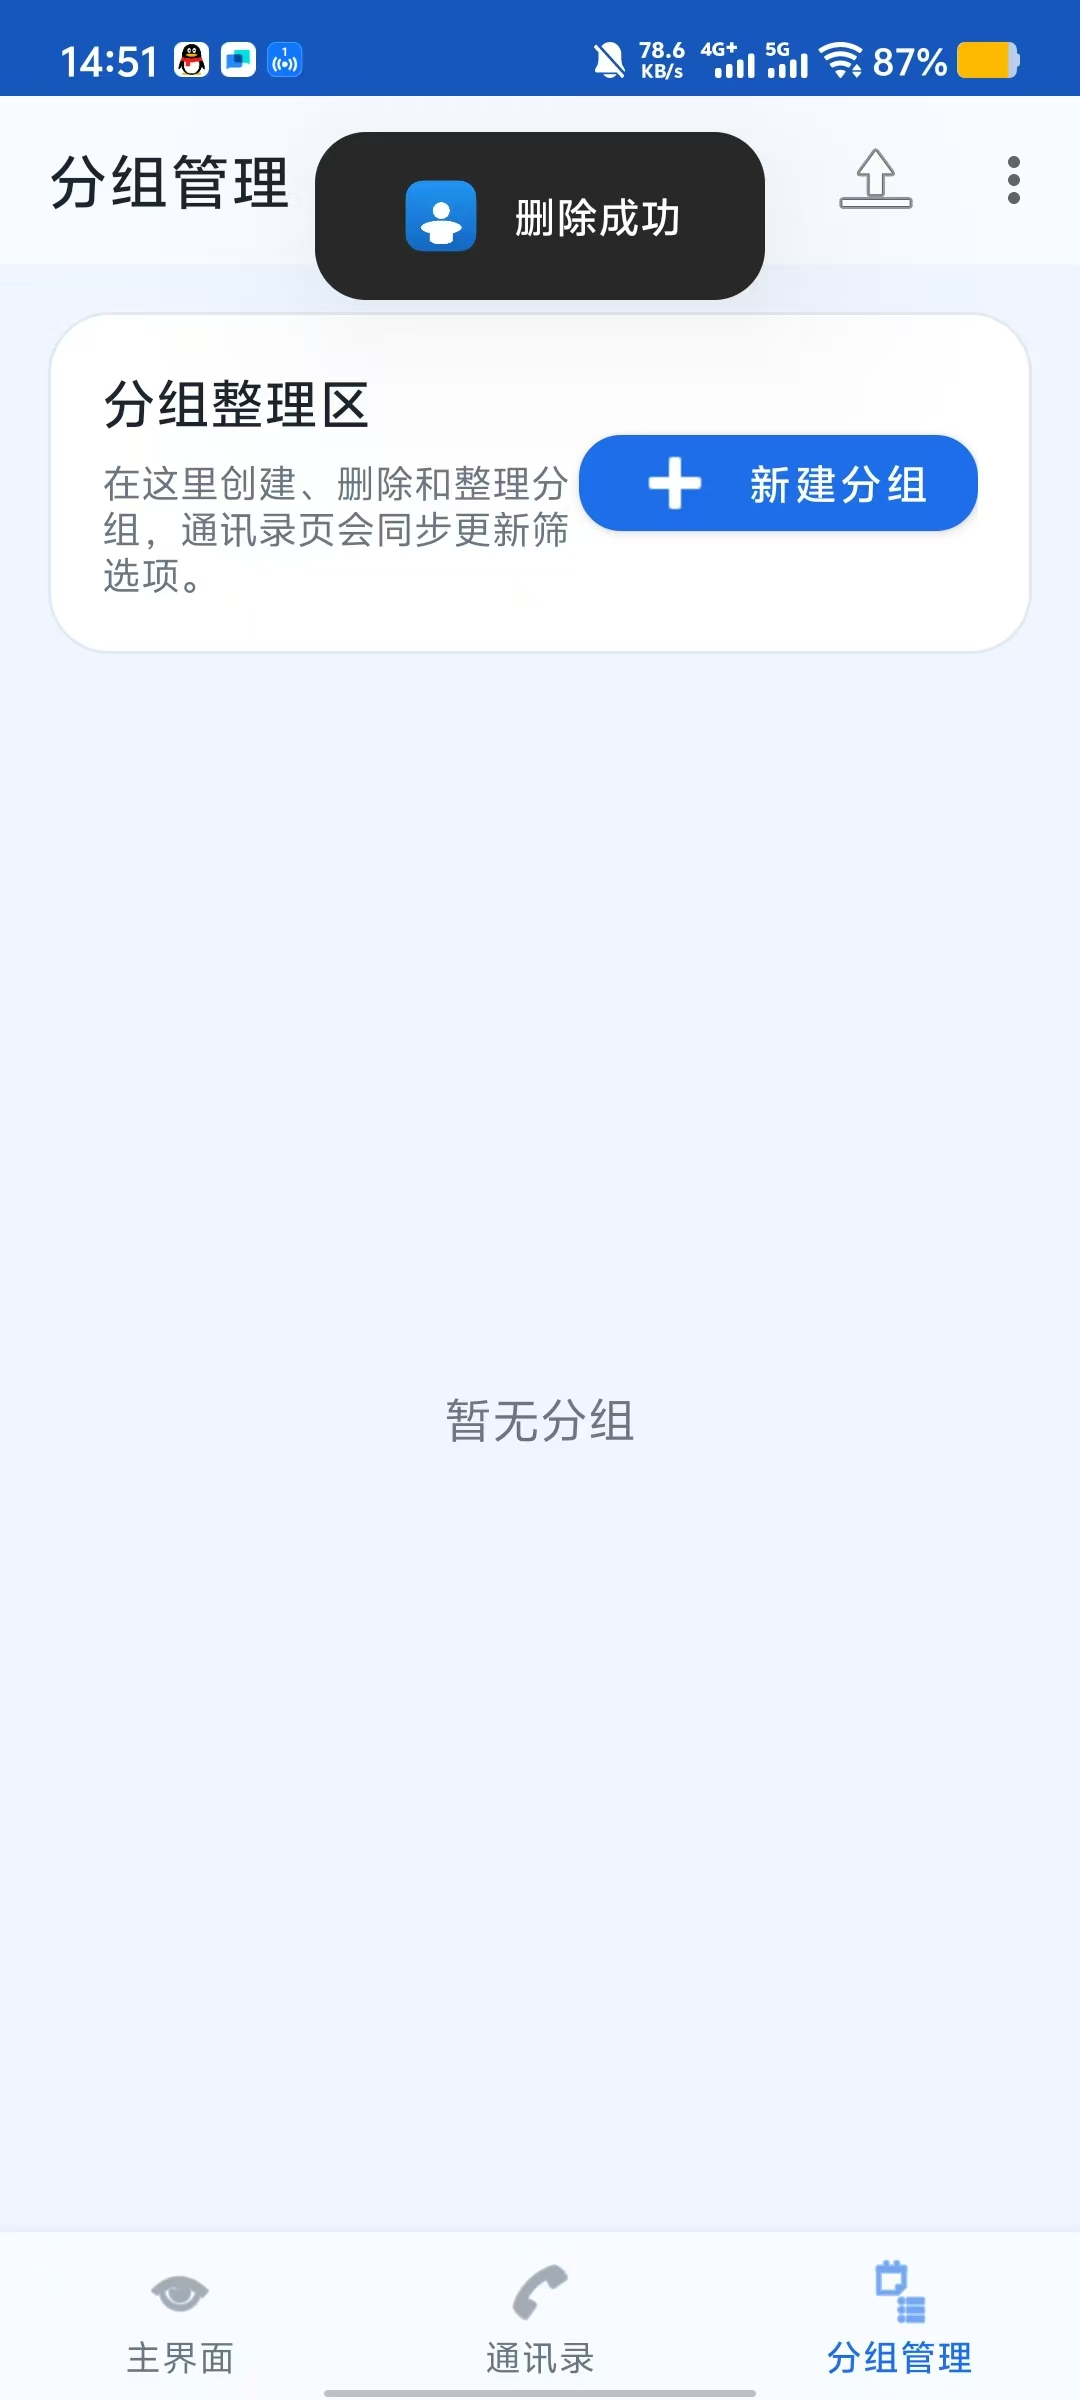 14:51
78.6 KB/s 4G+ 5G 87%
分组管理
删除成功
分组整理区
在这里创建、删除和整理分
组，通讯录页会同步更新筛
选项。
新建分组
暂无分组
主界面
通讯录
分组管理